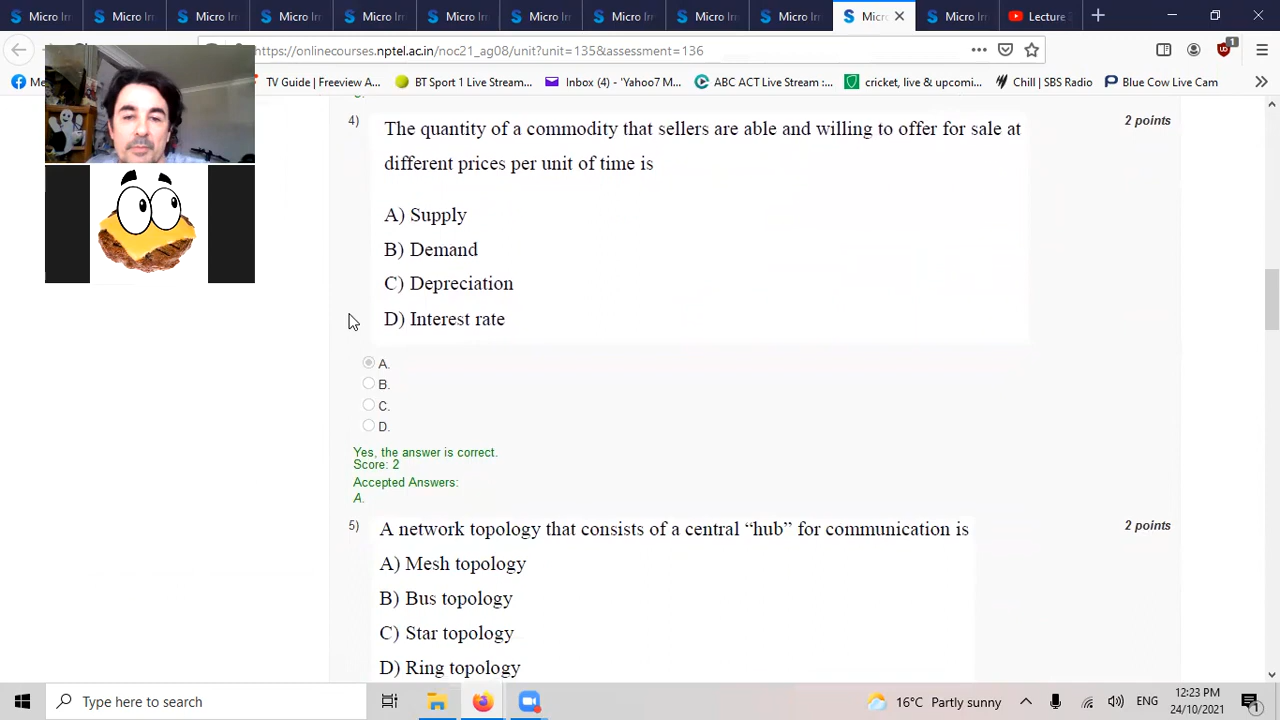 Micro In
Micro In
Micro In
Micro In
Micro In
Micro In
Micro In
Micro In
Micro In
Micro In
Micro
Micro In
Lecture
https://onlinecourses.nptel.ac.in/noc21_ag08/unit?unit=135&assessment=136
TV Guide | Freeview A...
BT Sport 1 Live Stream...
Inbox (4) - 'Yahoo7 M...
ABC ACT Live Stream :...
cricket, live & upcomi...
Chill | SBS Radio
Blue Cow Live Cam
4)
The quantity of a commodity that sellers are able and willing to offer for sale at
2 points
different prices per unit of time is
A) Supply
B) Demand
C) Depreciation
D) Interest rate
A.
B.
C.
D.
Yes, the answer is correct.
Score: 2
Accepted Answers:
A.
5)
A network topology that consists of a central “hub” for communication is
2 points
A) Mesh topology
B) Bus topology
C) Star topology
D) Ring topology
Type here to search
16°C Partly sunny
ENG
12:23 PM
24/10/2021